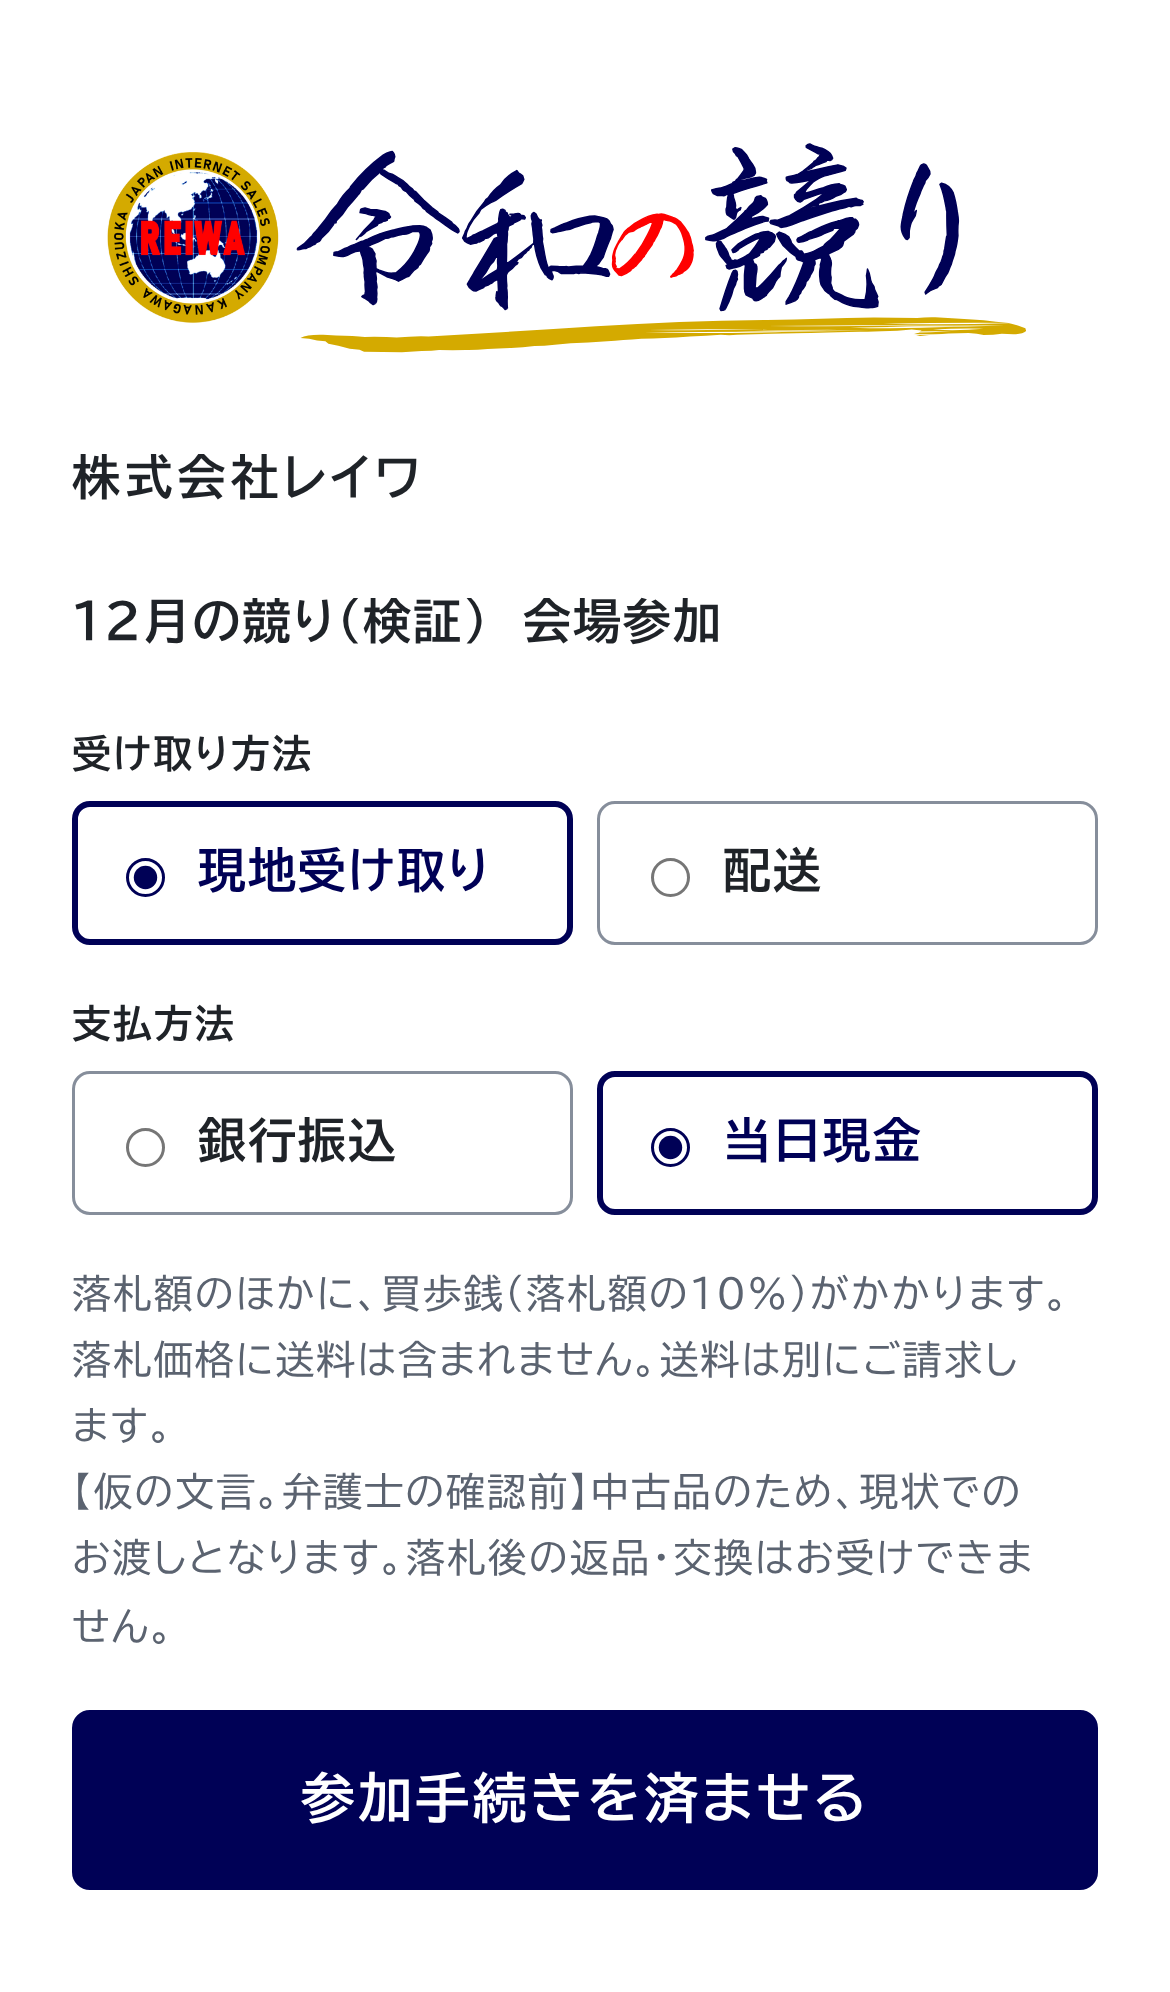 SHIZUOKA JAPAN INTERNET SALES COMPANY KANAGAWA
REIWA
令和の競り
株式会社レイワ
12月の競り（検証） 会場参加
受け取り方法
現地受け取り
配送
支払方法
銀行振込
当日現金
落札額のほかに、買歩銭（落札額の10％）がかかります。
落札価格に送料は含まれません。送料は別にご請求し
ます。
【仮の文言。弁護士の確認前】中古品のため、現状での
お渡しとなります。落札後の返品・交換はお受けできま
せん。
参加手続きを済ませる